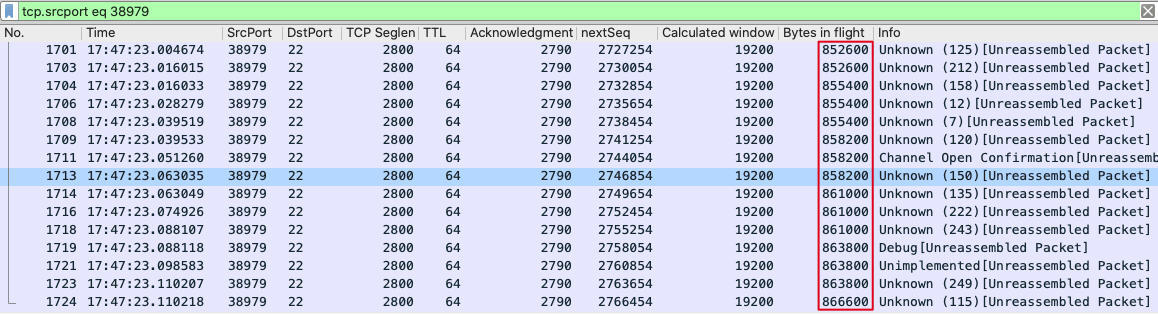 tcp.srcport eq 38979
No. Time SrcPort DstPort TCP Seglen TTL Acknowledgment nextSeq Calculated window Bytes in flight Info
1701 17:47:23.004674 38979 22 2800 64 2790 2727254 19200 852600 Unknown (125)[Unreassembled Packet]
1703 17:47:23.016015 38979 22 2800 64 2790 2730054 19200 852600 Unknown (212)[Unreassembled Packet]
1704 17:47:23.016033 38979 22 2800 64 2790 2732854 19200 855400 Unknown (158)[Unreassembled Packet]
1706 17:47:23.028279 38979 22 2800 64 2790 2735654 19200 855400 Unknown (12)[Unreassembled Packet]
1708 17:47:23.039519 38979 22 2800 64 2790 2738454 19200 855400 Unknown (7)[Unreassembled Packet]
1709 17:47:23.039533 38979 22 2800 64 2790 2741254 19200 858200 Unknown (120)[Unreassembled Packet]
1711 17:47:23.051260 38979 22 2800 64 2790 2744054 19200 858200 Channel Open Confirmation[Unreassemb
1713 17:47:23.063035 38979 22 2800 64 2790 2746854 19200 858200 Unknown (150)[Unreassembled Packet]
1714 17:47:23.063049 38979 22 2800 64 2790 2749654 19200 861000 Unknown (135)[Unreassembled Packet]
1716 17:47:23.074926 38979 22 2800 64 2790 2752454 19200 861000 Unknown (222)[Unreassembled Packet]
1718 17:47:23.088107 38979 22 2800 64 2790 2755254 19200 861000 Unknown (243)[Unreassembled Packet]
1719 17:47:23.088118 38979 22 2800 64 2790 2758054 19200 863800 Debug[Unreassembled Packet]
1721 17:47:23.098583 38979 22 2800 64 2790 2760854 19200 863800 Unimplemented[Unreassembled Packet]
1723 17:47:23.110207 38979 22 2800 64 2790 2763654 19200 863800 Unknown (249)[Unreassembled Packet]
1724 17:47:23.110218 38979 22 2800 64 2790 2766454 19200 866600 Unknown (115)[Unreassembled Packet]